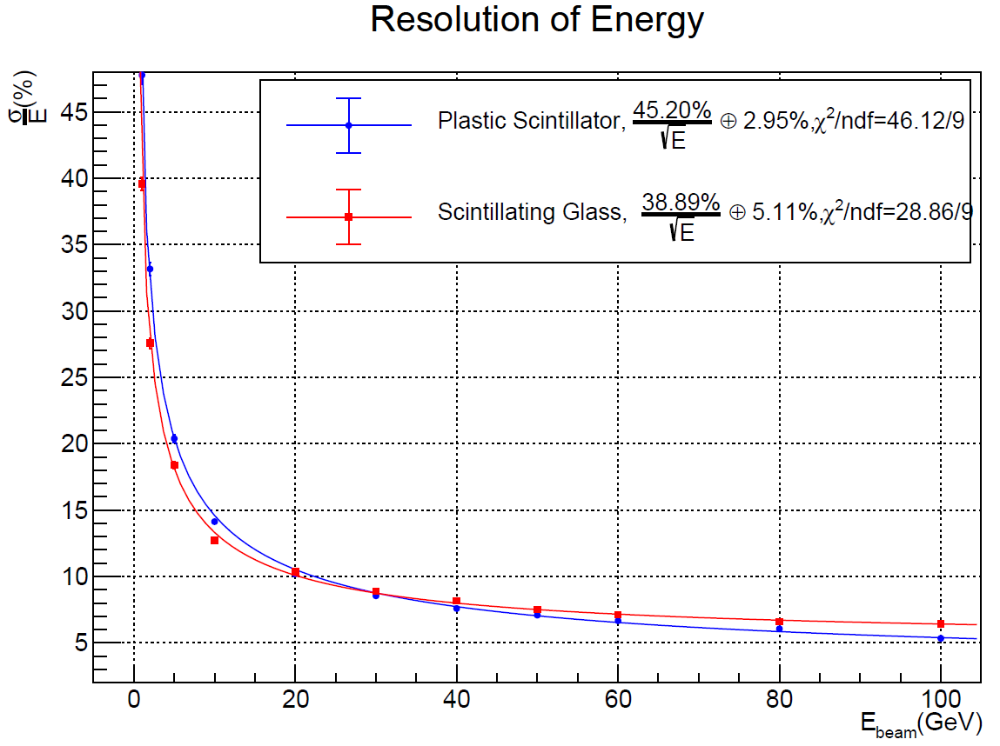 Resolution of Energy
σ/E(%)
Plastic Scintillator, 45.20%/√E ⊕ 2.95%,χ²/ndf=46.12/9
Scintillating Glass, 38.89%/√E ⊕ 5.11%,χ²/ndf=28.86/9
45
40
35
30
25
20
15
10
5
0 20 40 60 80 100
E_beam(GeV)